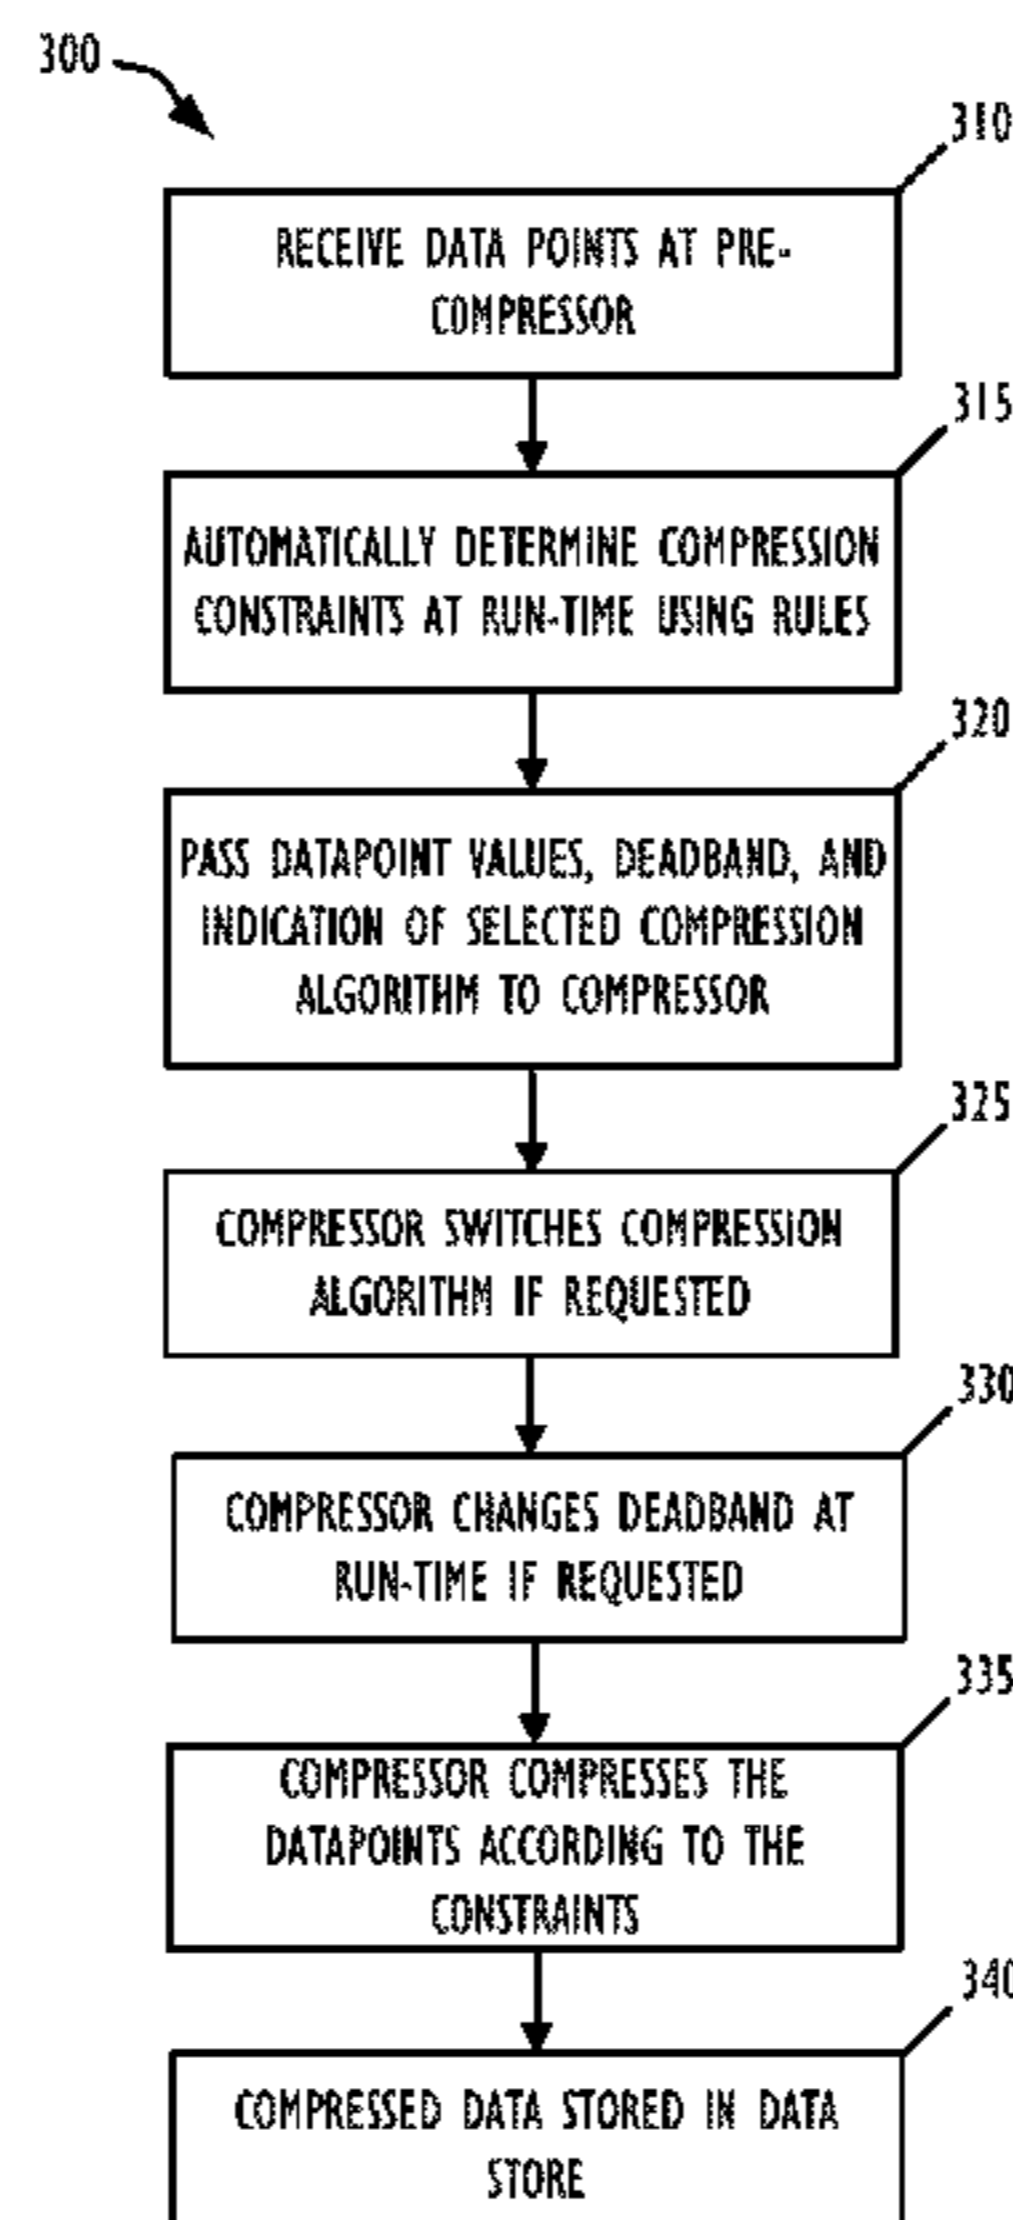 300
310
RECEIVE DATA POINTS AT PRE-
COMPRESSOR
315
AUTOMATICALLY DETERMINE COMPRESSION
CONSTRAINTS AT RUN-TIME USING RULES
320
PASS DATAPOINT VALUES, DEADBAND, AND
INDICATION OF SELECTED COMPRESSION
ALGORITHM TO COMPRESSOR
325
COMPRESSOR SWITCHES COMPRESSION
ALGORITHM IF REQUESTED
330
COMPRESSOR CHANGES DEADBAND AT
RUN-TIME IF REQUESTED
335
COMPRESSOR COMPRESSES THE
DATAPOINTS ACCORDING TO THE
CONSTRAINTS
340
COMPRESSED DATA STORED IN DATA
STORE